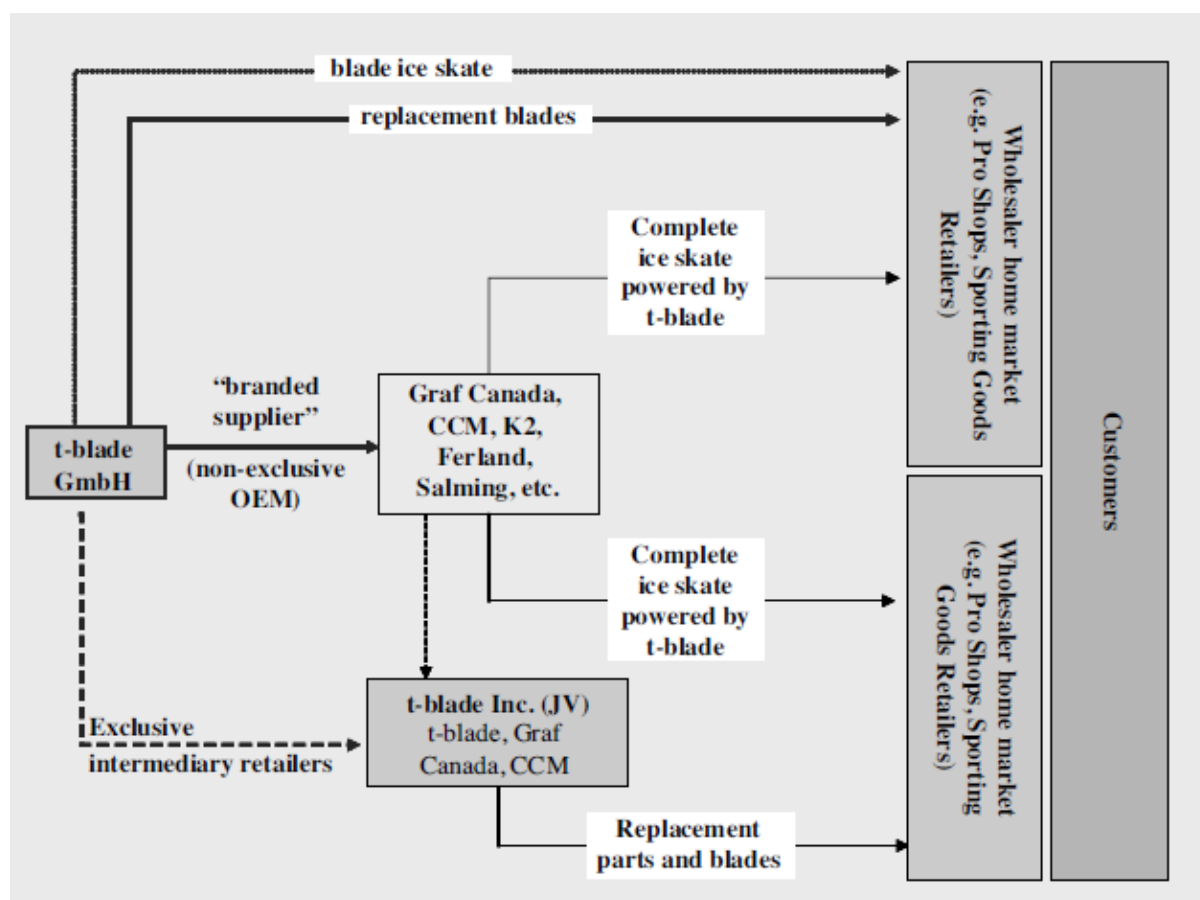 blade ice skate
replacement blades
Complete
ice skate
powered by
t-blade
“branded
supplier”
(non-exclusive
OEM)
t-blade
GmbH
Graf Canada,
CCM, K2,
Ferland,
Salming, etc.
Complete
ice skate
powered by
t-blade
Exclusive
intermediary retailers
t-blade Inc. (JV)
t-blade, Graf
Canada, CCM
Replacement
parts and blades
Wholesaler home market
(e.g. Pro Shops, Sporting Goods
Retailers)
Wholesaler home market
(e.g. Pro Shops, Sporting
Goods Retailers)
Customers